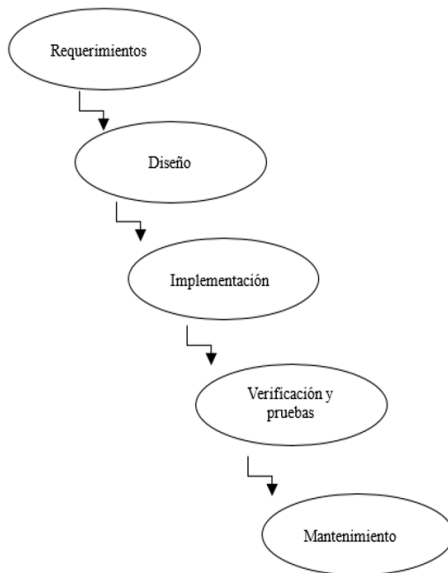 Requerimientos
Diseño
Implementación
Verificación y
pruebas
Mantenimiento